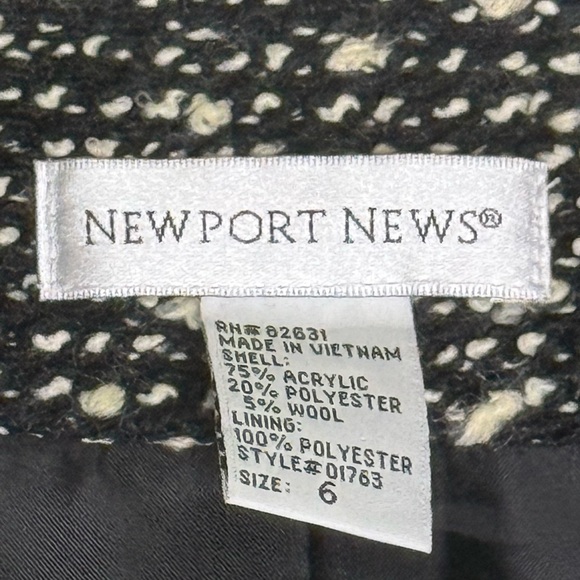 NEWPORT NEWS®
RN# 82631
MADE IN VIETNAM
SHELL:
75% ACRYLIC
20% POLYESTER
5% WOOL
LINING:
100% POLYESTER
STYLE# 01763
SIZE: 6